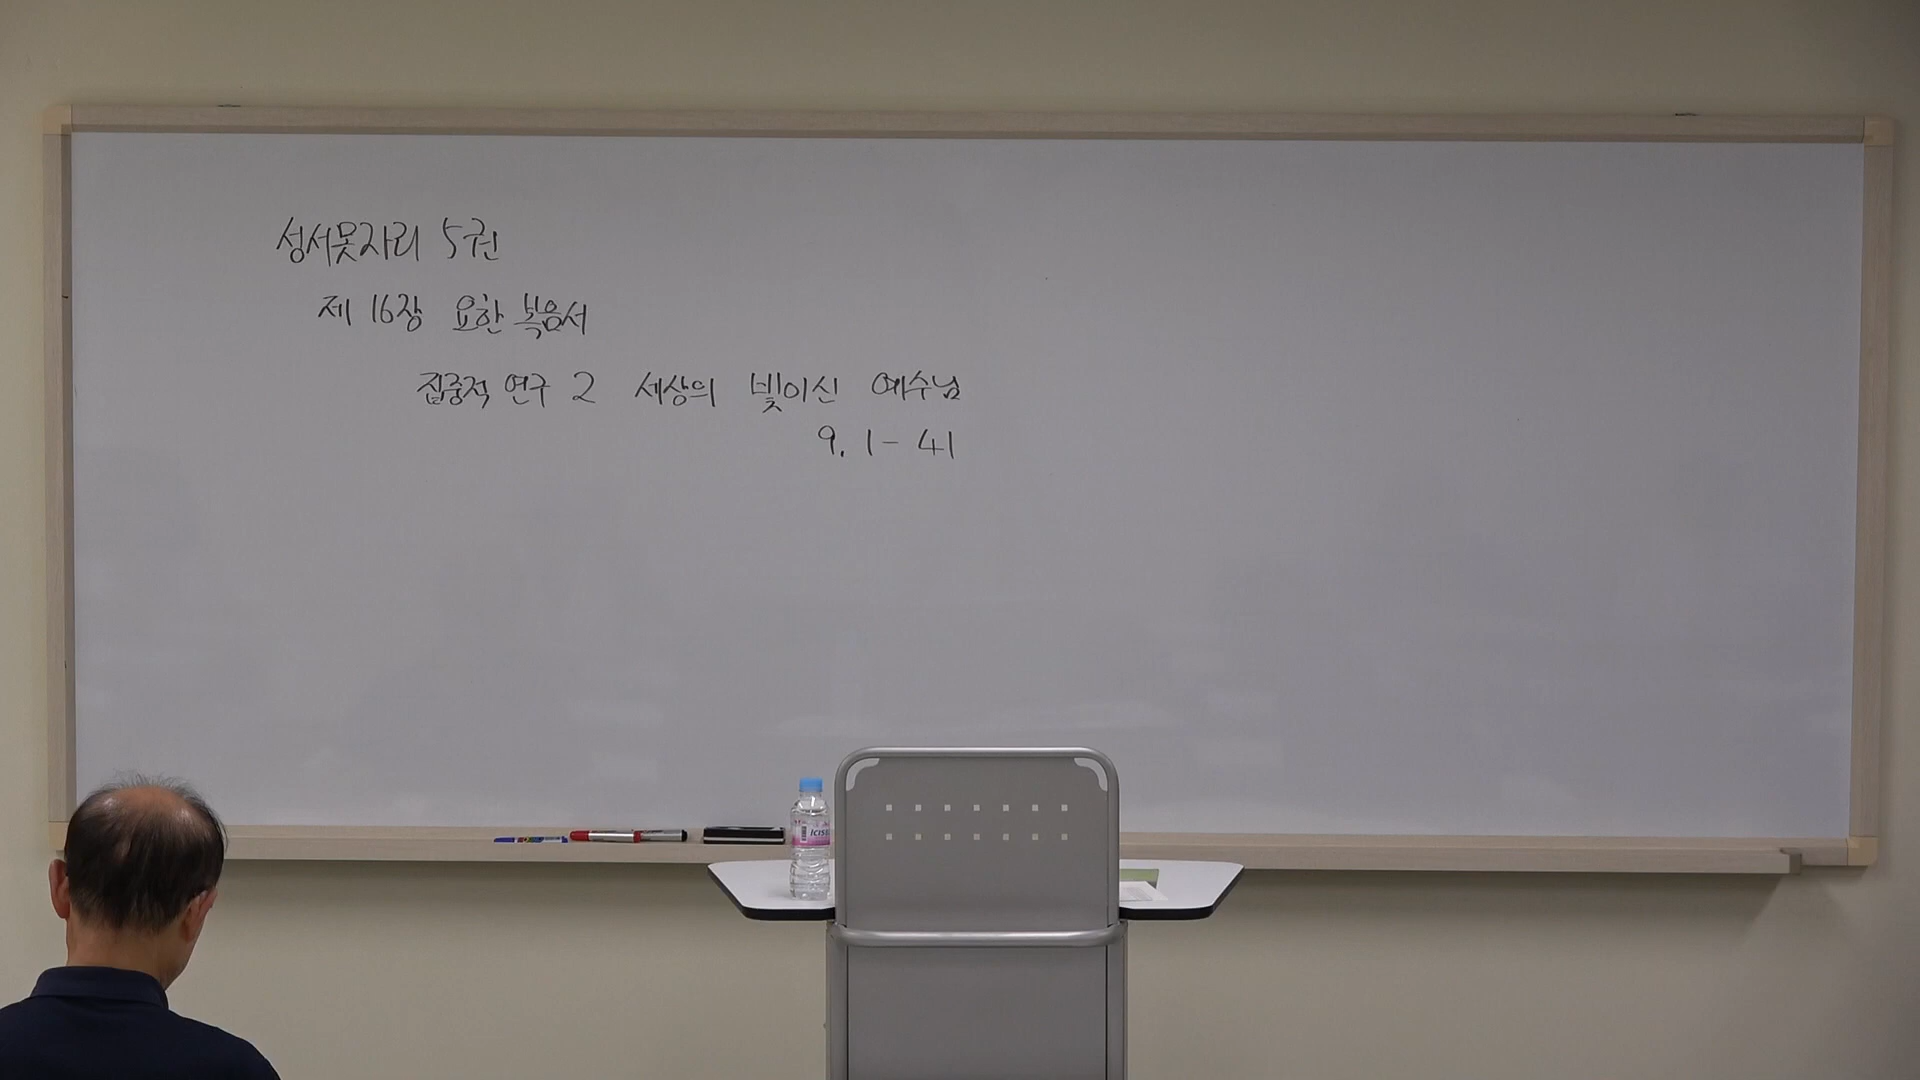 성서못자리 5권
제 16장 요한 복음서
집중적 연구 2 세상의 빛이신 예수님
9. 1 - 41
icis